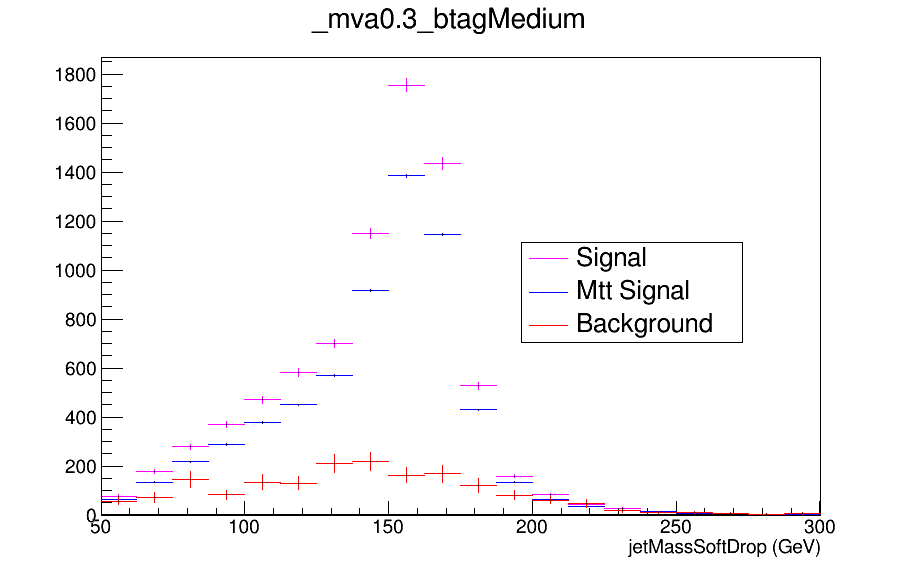 _mva0.3_btagMedium
1800
1600
1400
1200
1000
800
600
400
200
0
Signal
Mtt Signal
Background
50 100 150 200 250 300
jetMassSoftDrop (GeV)